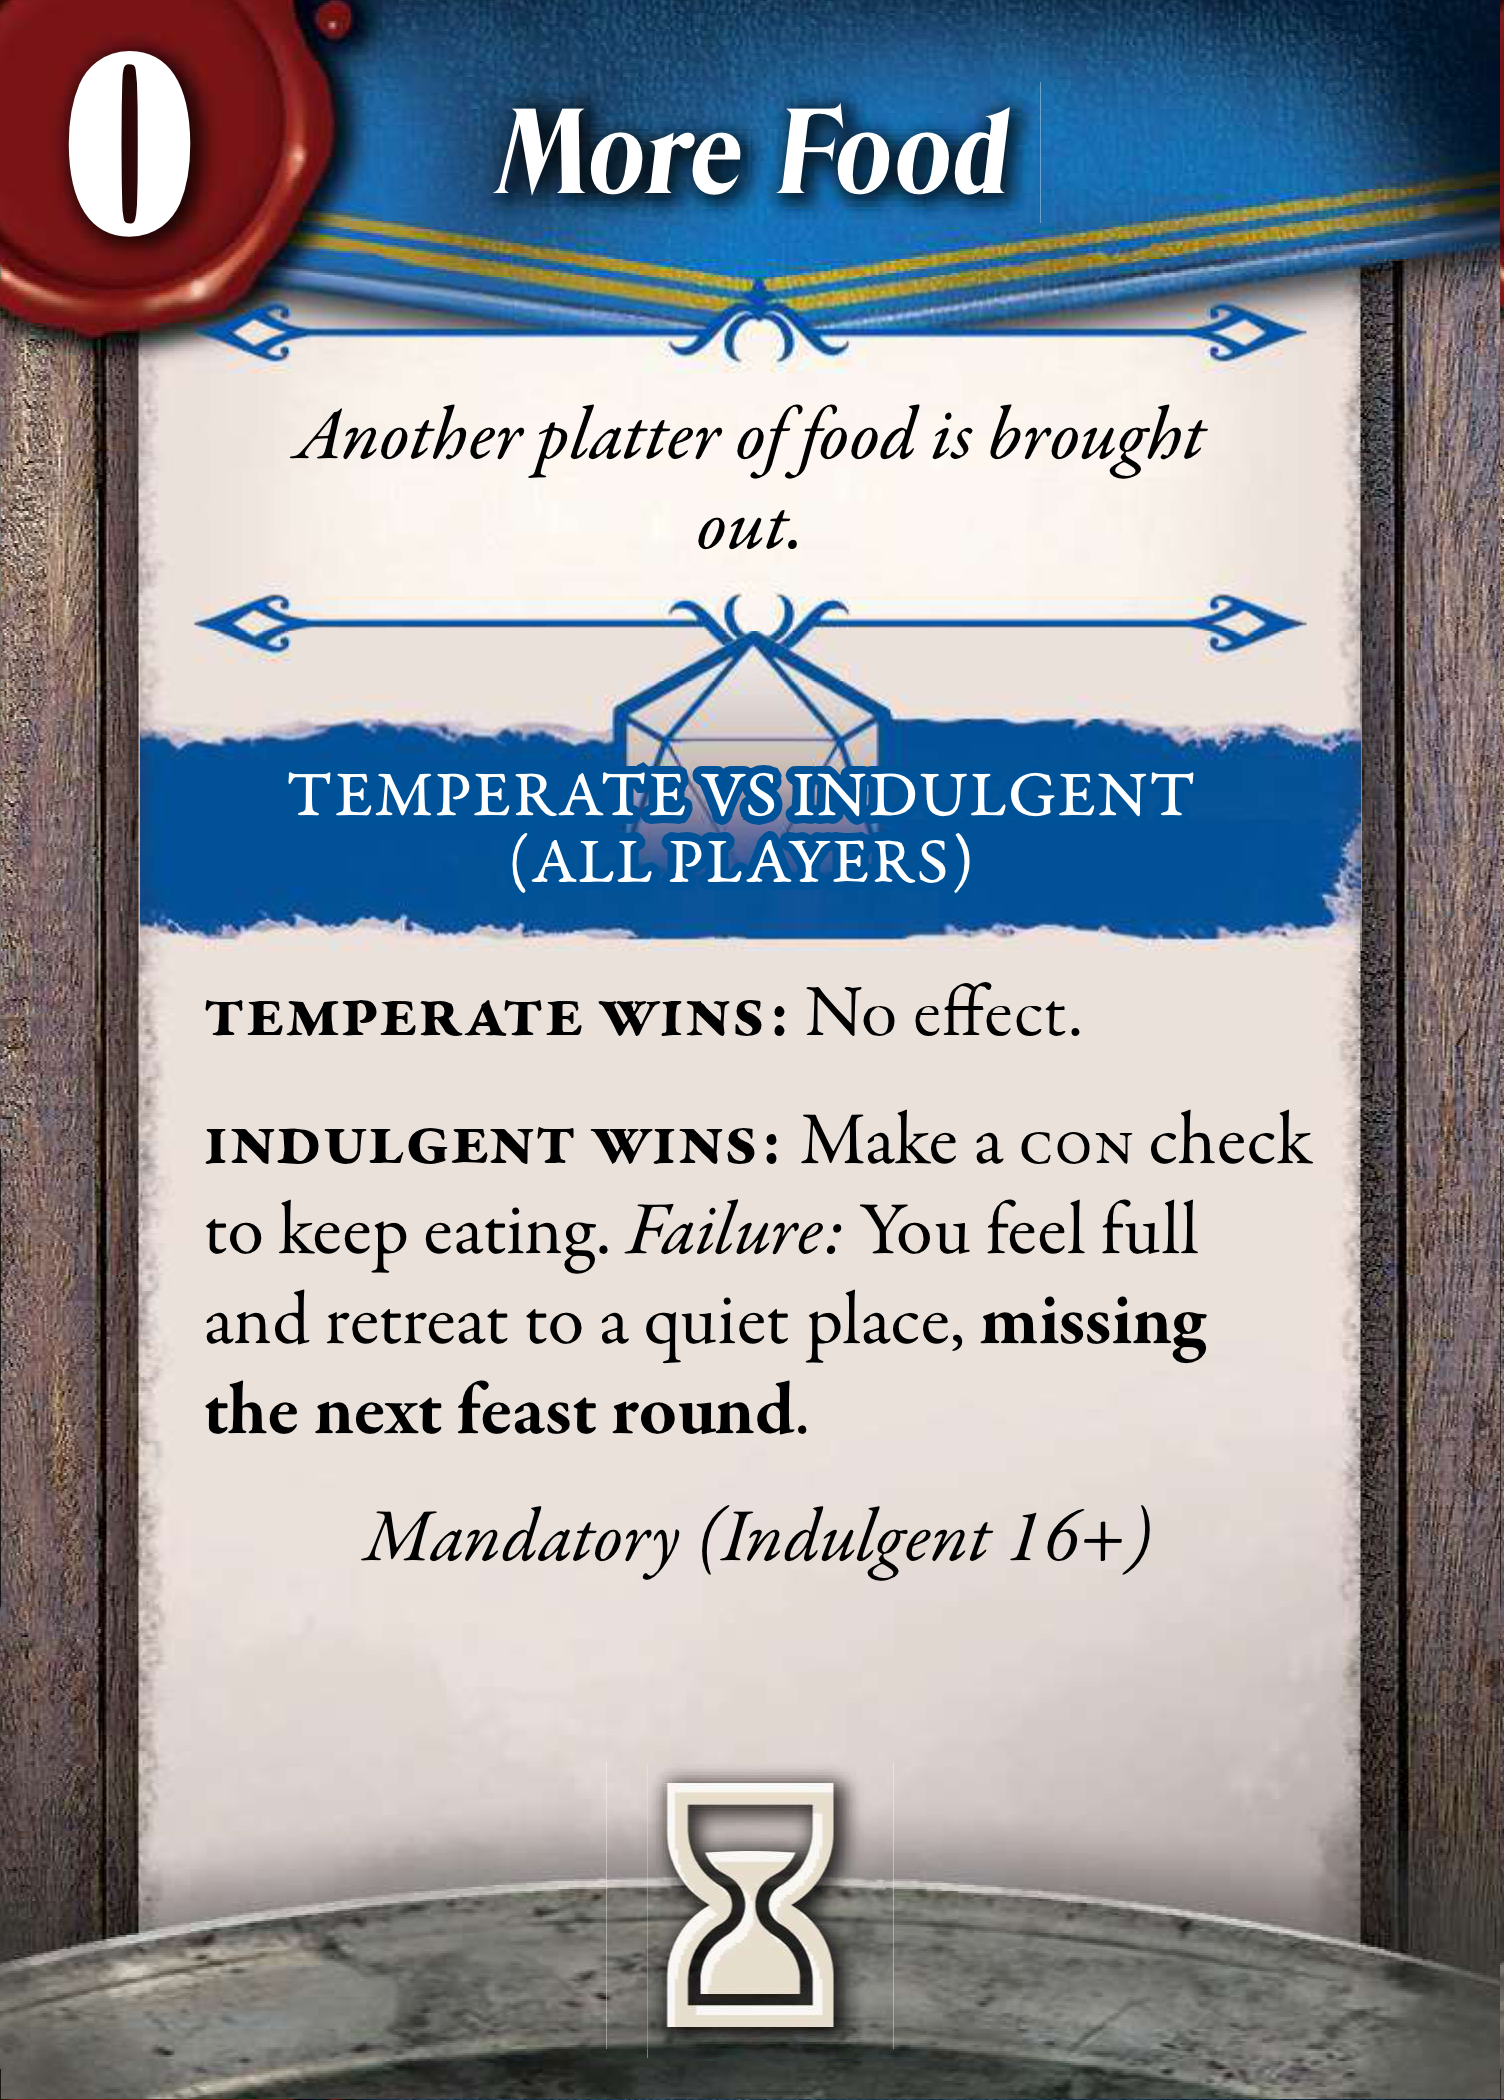 0
More Food
Another platter of food is brought
out.
TEMPERATE VS INDULGENT
(ALL PLAYERS)
TEMPERATE WINS: No effect.
INDULGENT WINS: Make a CON check
to keep eating. Failure: You feel full
and retreat to a quiet place, missing
the next feast round.
Mandatory (Indulgent 16+)